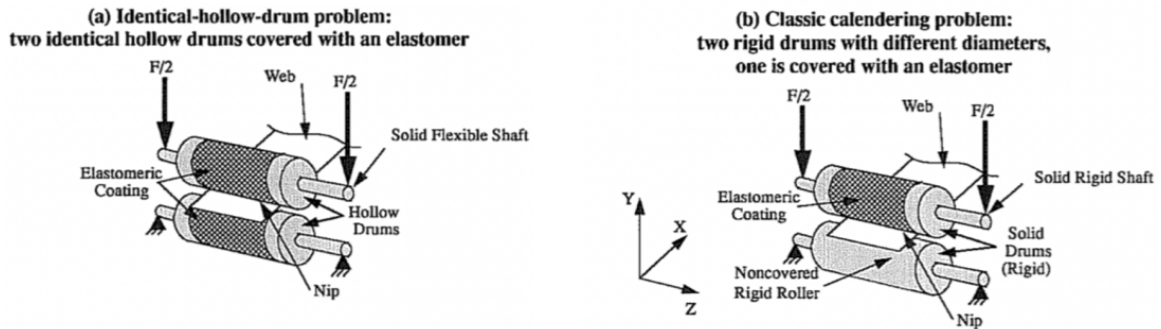 (a) Identical-hollow-drum problem:
two identical hollow drums covered with an elastomer
F/2
Web
F/2
Solid Flexible Shaft
Elastomeric
Coating
Hollow
Drums
Nip
(b) Classic calendering problem:
two rigid drums with different diameters,
one is covered with an elastomer
F/2
Web
F/2
Solid Rigid Shaft
Y
X
Z
Elastomeric
Coating
Solid
Drums
(Rigid)
Noncovered
Rigid Roller
Nip